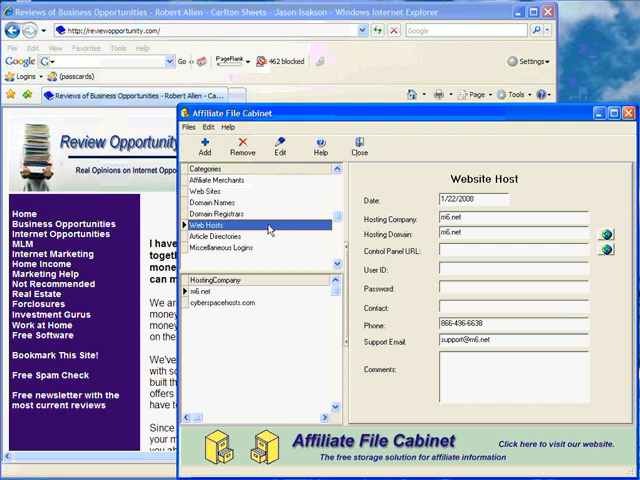 Reviews of Business Opportunities - Robert Allen - Carlton Sheets - Jason Isakson - Windows Internet Explorer
http://reviewopportunity.com/
Google
File Edit View Favorites Tools Help
Google G Go PageRank 462 blocked Settings
Logins (passcards)
Reviews of Business Opportunities - Robert Allen - Ca... Page Tools
Review Opportunity
Real Opinions on Internet Oppo
Home
Business Opportunities
Internet Opportunities
MLM
Internet Marketing
Home Income
Marketing Help
Not Recommended
Real Estate
Forclosures
Investment Gurus
Work at Home
Free Software
Bookmark This Site!
Free Spam Check
Free newsletter with the
most current reviews
I have
togeth
mone
can m
We an
money
on the
We've
with so
built th
offers
have to
Since
your m
you ab
Affiliate File Cabinet
Files Edit Help
Add Remove Edit Help Close
Categories
Affiliate Merchants
Web Sites
Domain Names
Domain Registrars
Web Hosts
Article Directories
Miscellaneous Logins
HostingCompany
m6.net
cyberspacehosts.com
Website Host
Date: 1/22/2008
Hosting Company: m6.net
Hosting Domain: m6.net
Control Panel URL:
User ID:
Password:
Contact:
Phone: 866-496-6638
Support Email: support@m6.net
Comments:
Affiliate File Cabinet
The free storage solution for affiliate information
Click here to visit our website.